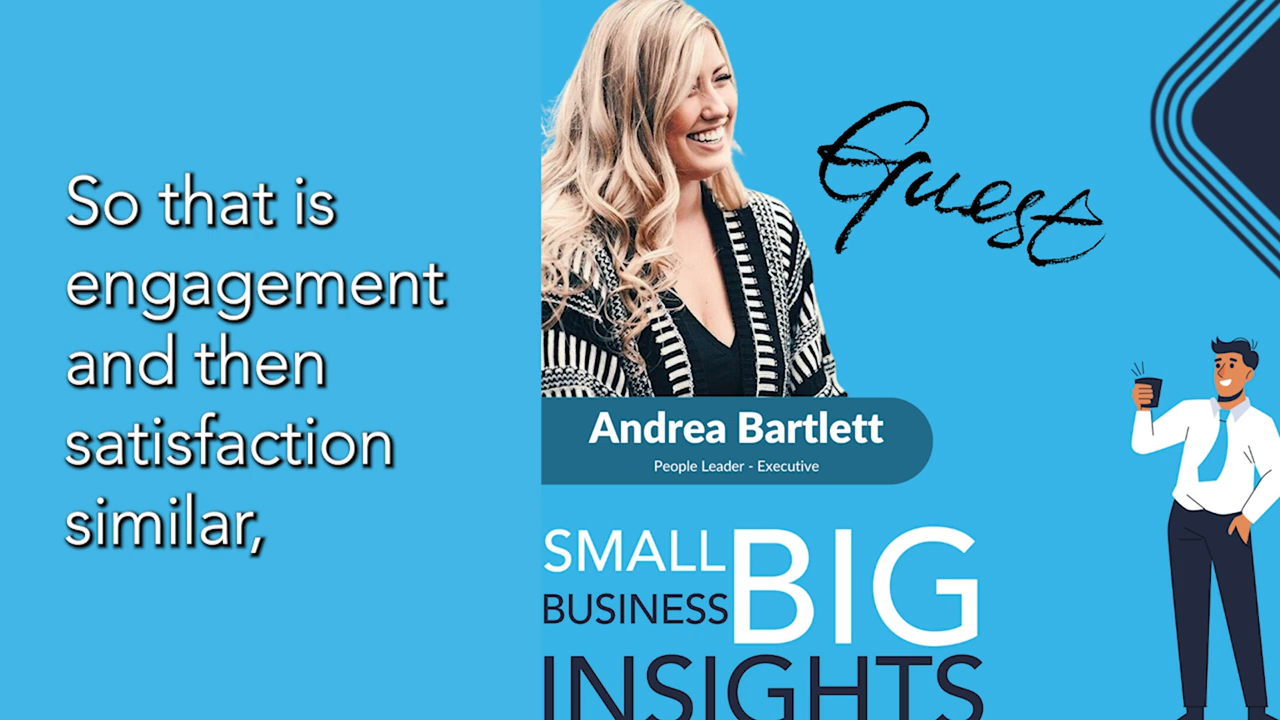 So that is
engagement
and then
satisfaction
similar,
Guest
Andrea Bartlett
People Leader - Executive
SMALL
BUSINESS
BIG
INSIGHTS